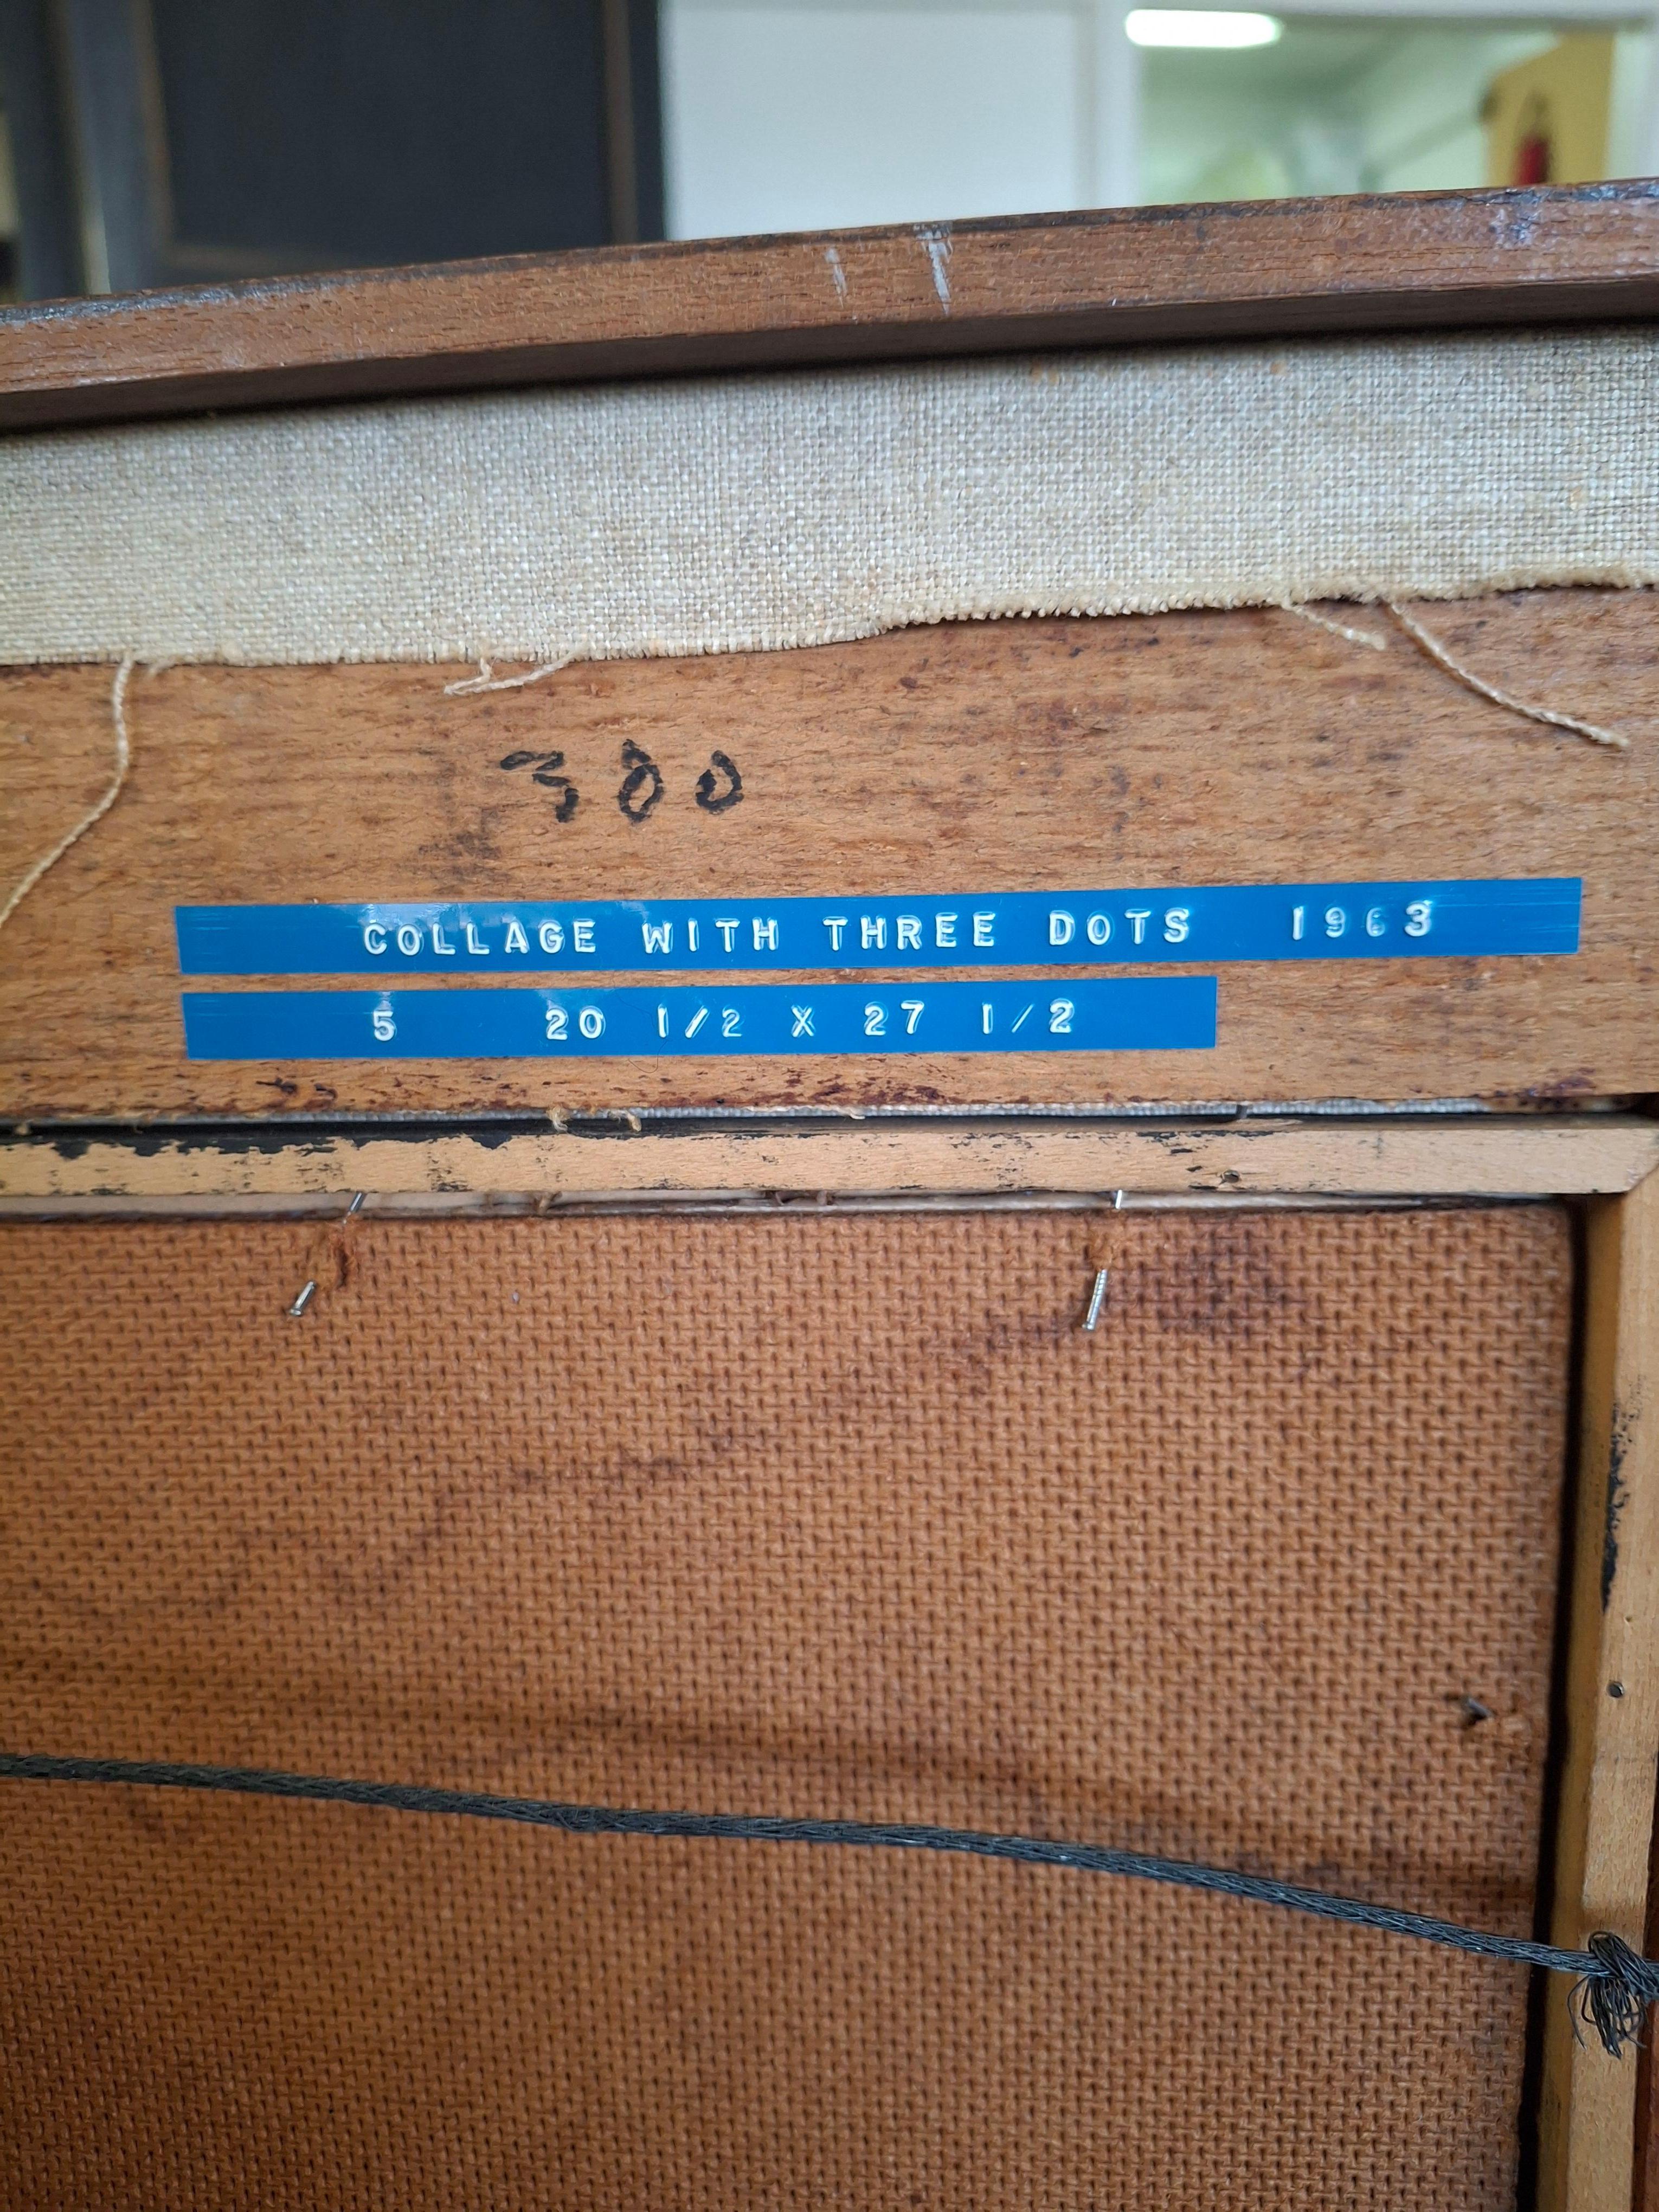 300
COLLAGE WITH THREE DOTS 1963
5 20 1/2 X 27 1/2